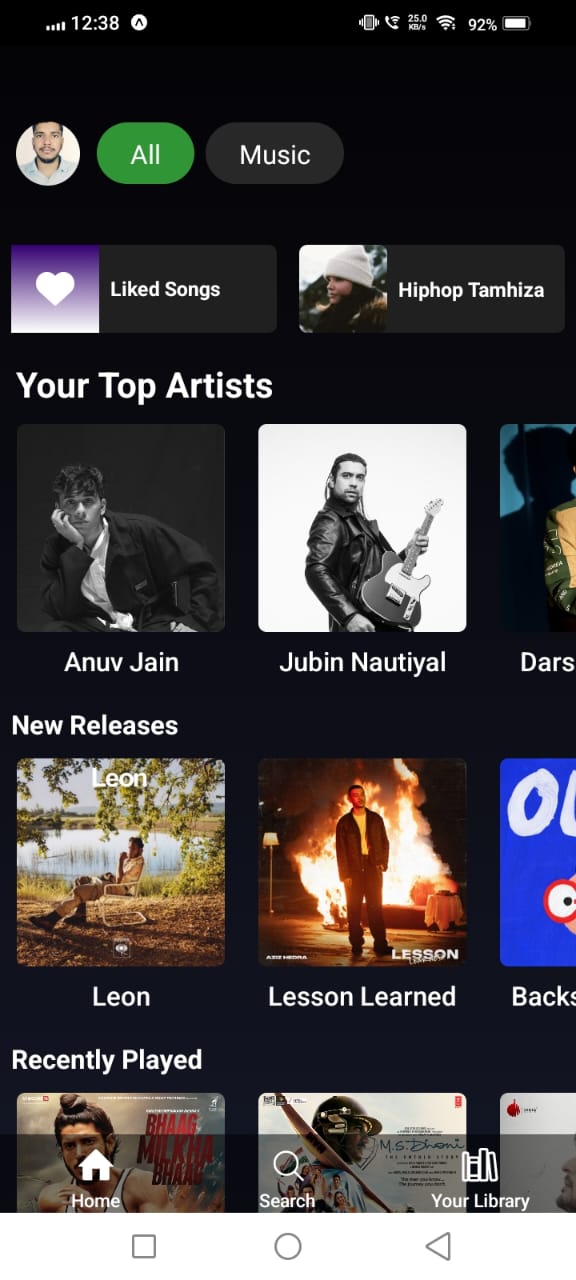 12:38
25.0
KB/s
92%
All
Music
Liked Songs
Hiphop Tamhiza
Your Top Artists
Anuv Jain
Jubin Nautiyal
Dars
New Releases
Leon
OU
AZIZ HEDRA
LESSON
Leon
Lesson Learned
Backs
Recently Played
BHAAG
MILKHA
BHAAG
M.S.Dhoni
THE UNTOLD STORY
Home
Search
Your Library